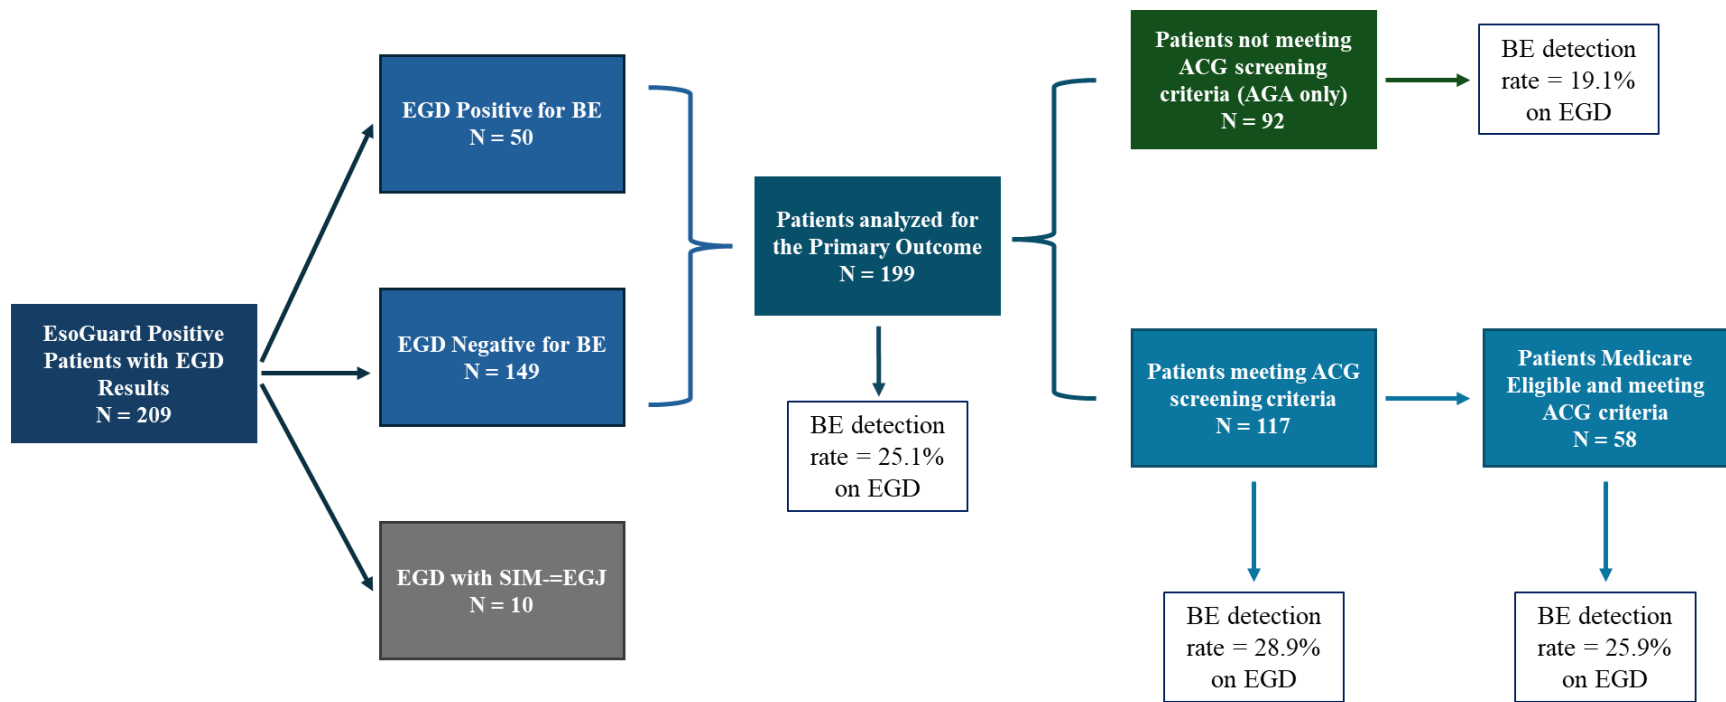 EsoGuard Positive
Patients with EGD
Results
N = 209
EGD Positive for BE
N = 50
EGD Negative for BE
N = 149
EGD with SIM-=EGJ
N = 10
Patients analyzed for
the Primary Outcome
N = 199
BE detection
rate = 25.1%
on EGD
Patients not meeting
ACG screening
criteria (AGA only)
N = 92
BE detection
rate = 19.1%
on EGD
Patients meeting ACG
screening criteria
N = 117
BE detection
rate = 28.9%
on EGD
Patients Medicare
Eligible and meeting
ACG criteria
N = 58
BE detection
rate = 25.9%
on EGD